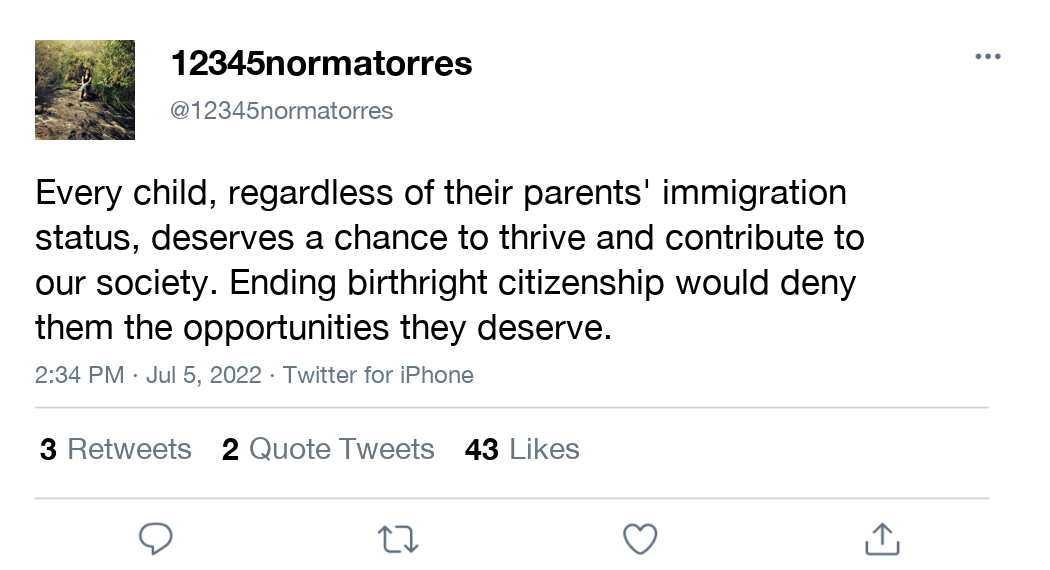 12345normatorres
@12345normatorres
Every child, regardless of their parents' immigration
status, deserves a chance to thrive and contribute to
our society. Ending birthright citizenship would deny
them the opportunities they deserve.
2:34 PM · Jul 5, 2022 · Twitter for iPhone
3 Retweets 2 Quote Tweets 43 Likes